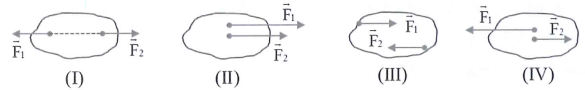 F⃗₁ F⃗₂
(I)
F⃗₁
F⃗₂
(II)
F⃗₁
F⃗₂
(III)
F⃗₁ F⃗₂
(IV)